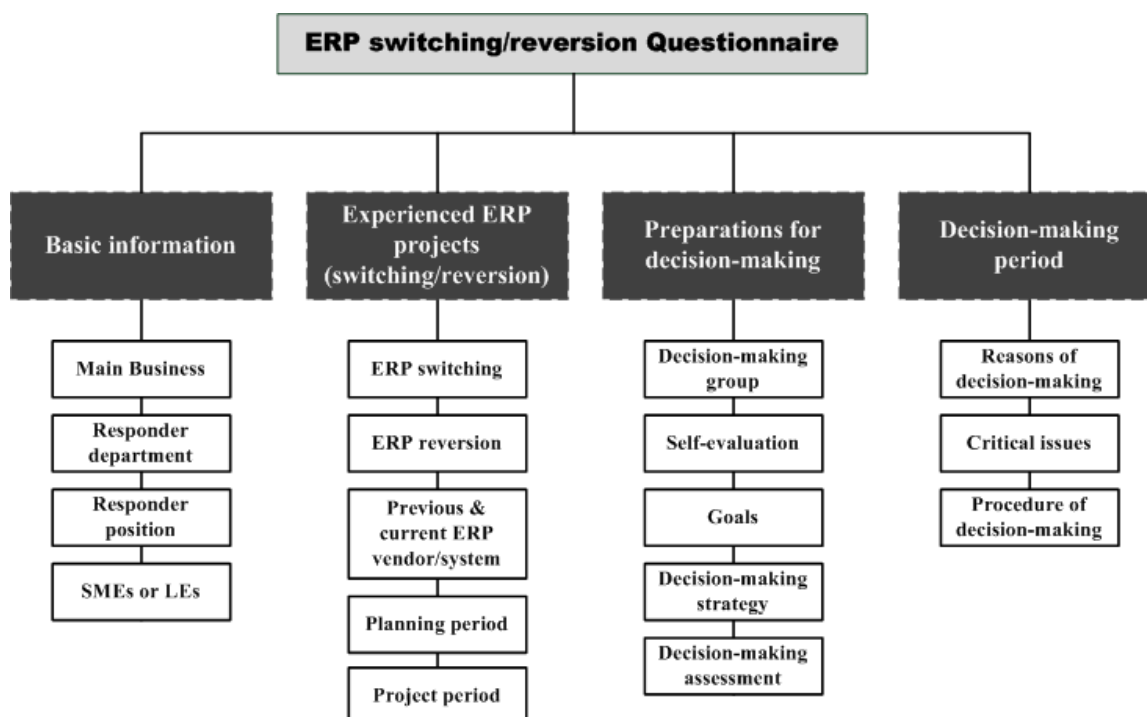 ERP switching/reversion Questionnaire
Basic information
Main Business
Responder
department
Responder
position
SMEs or LEs
Experienced ERP
projects
(switching/reversion)
ERP switching
ERP reversion
Previous &
current ERP
vendor/system
Planning period
Project period
Preparations for
decision-making
Decision-making
group
Self-evaluation
Goals
Decision-making
strategy
Decision-making
assessment
Decision-making
period
Reasons of
decision-making
Critical issues
Procedure of
decision-making